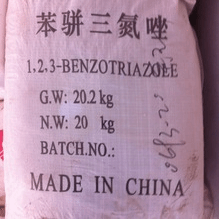 苯骈三氮唑
1.2.3-BENZOTRIAZOLE
G.W: 20.2 kg
N.W: 20 kg
BATCH.NO:
MADE IN CHINA